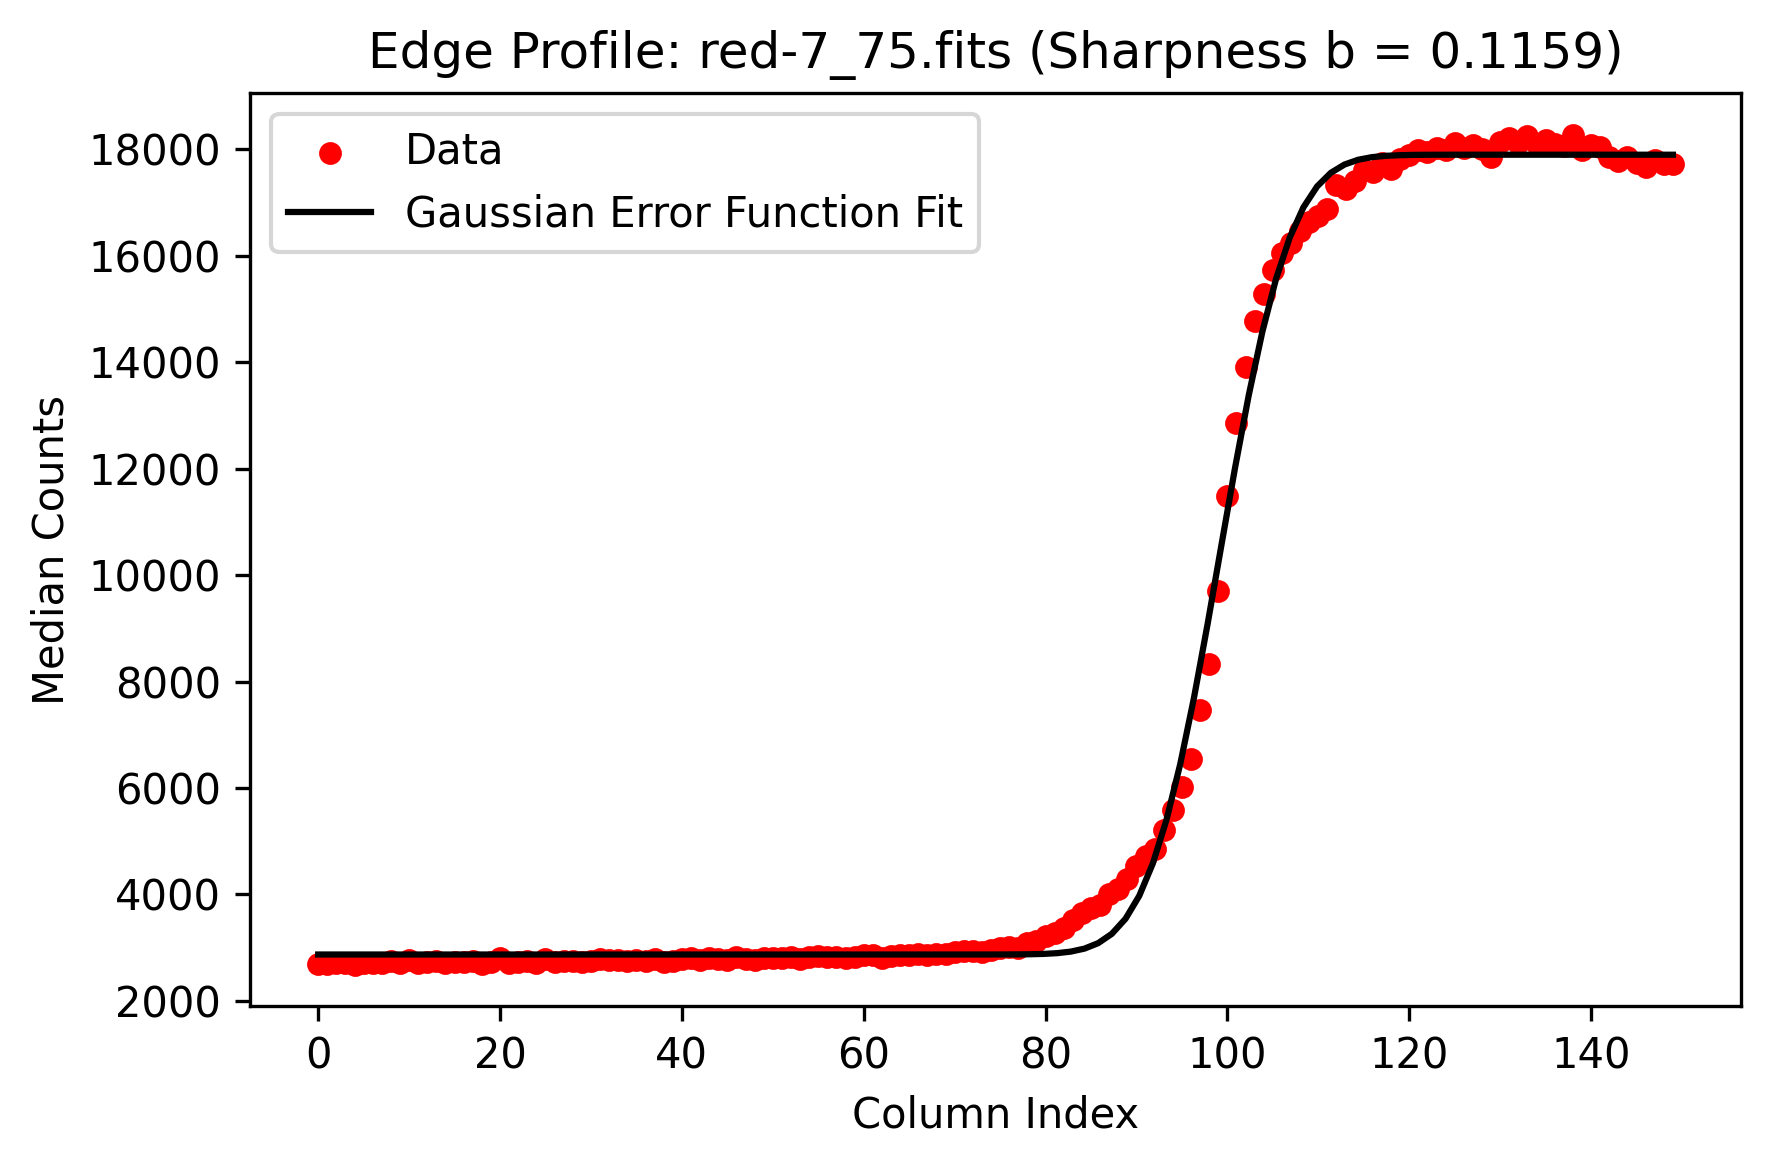 Edge Profile: red-7_75.fits (Sharpness b = 0.1159)
Data
Gaussian Error Function Fit
18000
16000
14000
12000
10000
8000
6000
4000
2000
Median Counts
0 20 40 60 80 100 120 140
Column Index